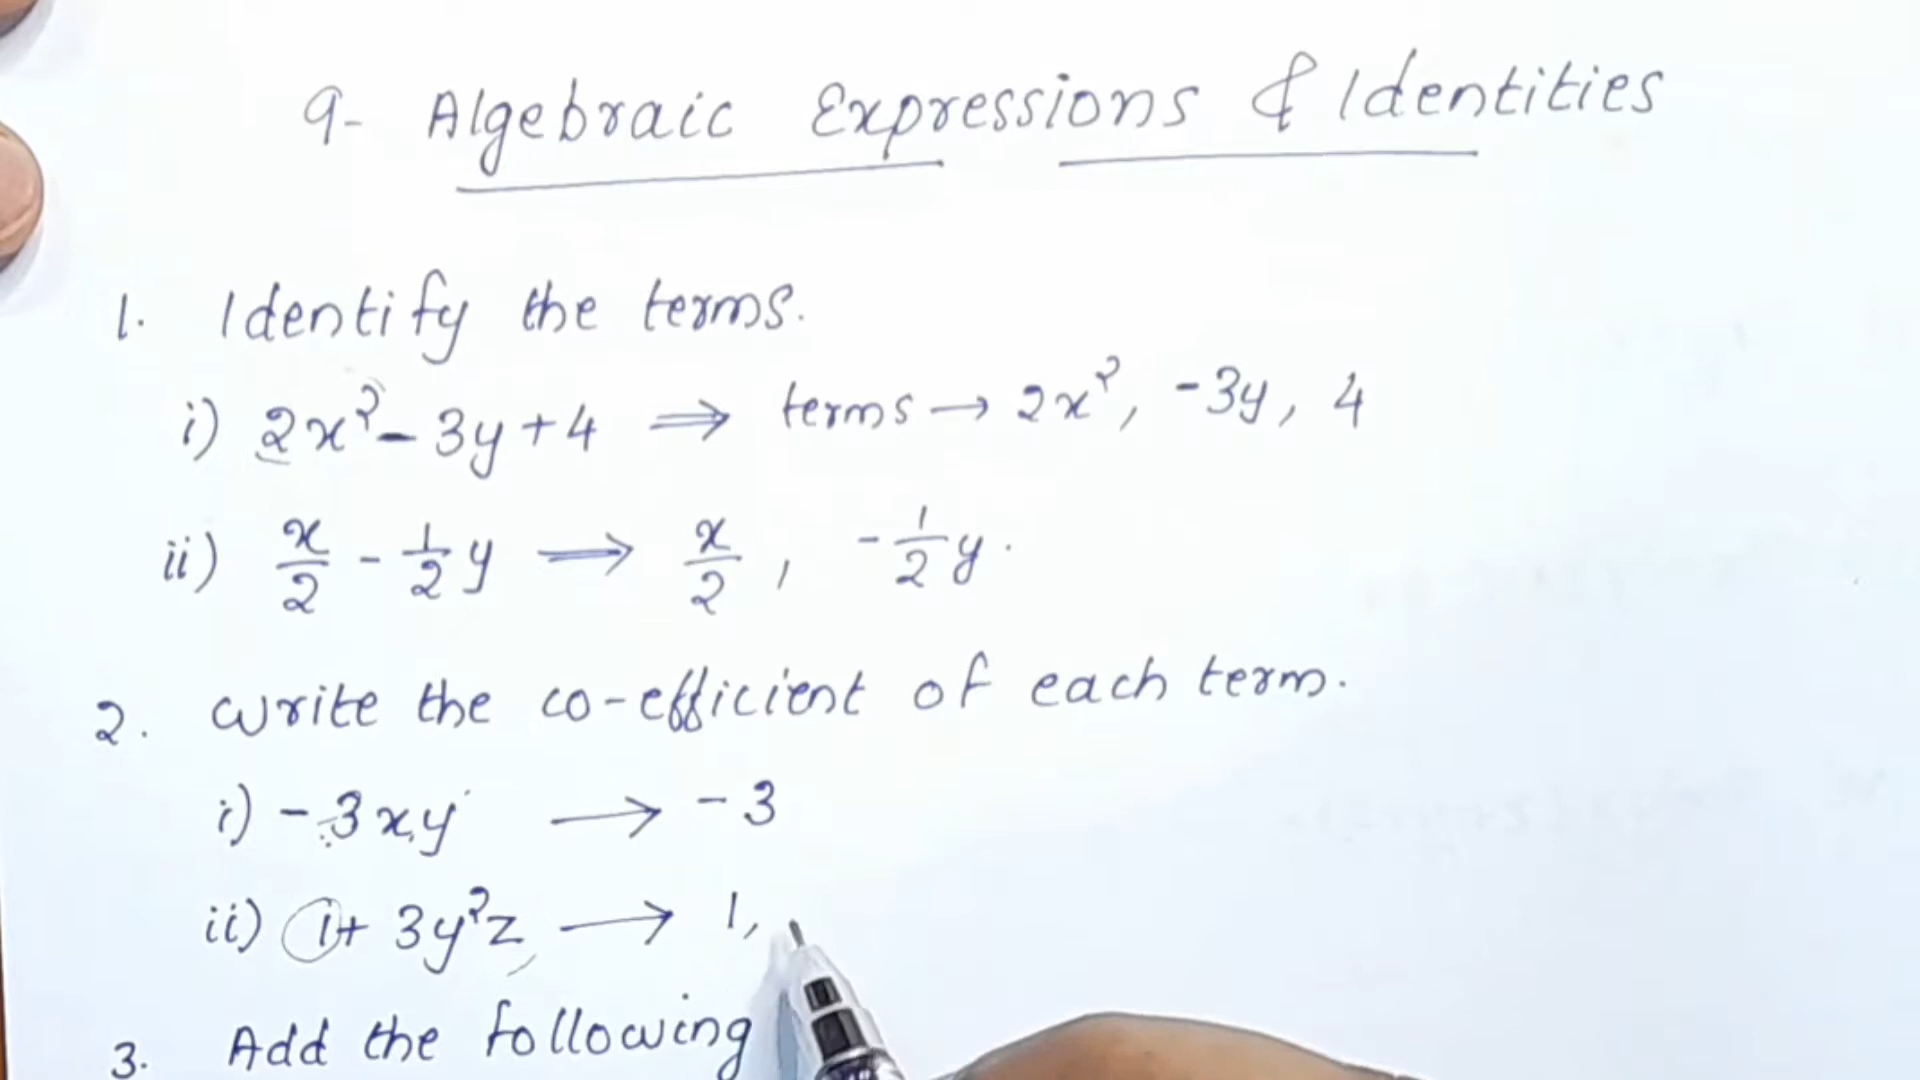 9- Algebraic Expressions & Identities
1. Identify the terms.
i) 2x² - 3y + 4 ⇒ terms → 2x², -3y, 4
ii) x/2 - 1/2 y ⇒ x/2, -1/2 y.
2. Write the co-efficient of each term.
i) -3xy → -3
ii) 1 + 3y²z → 1,
3. Add the following